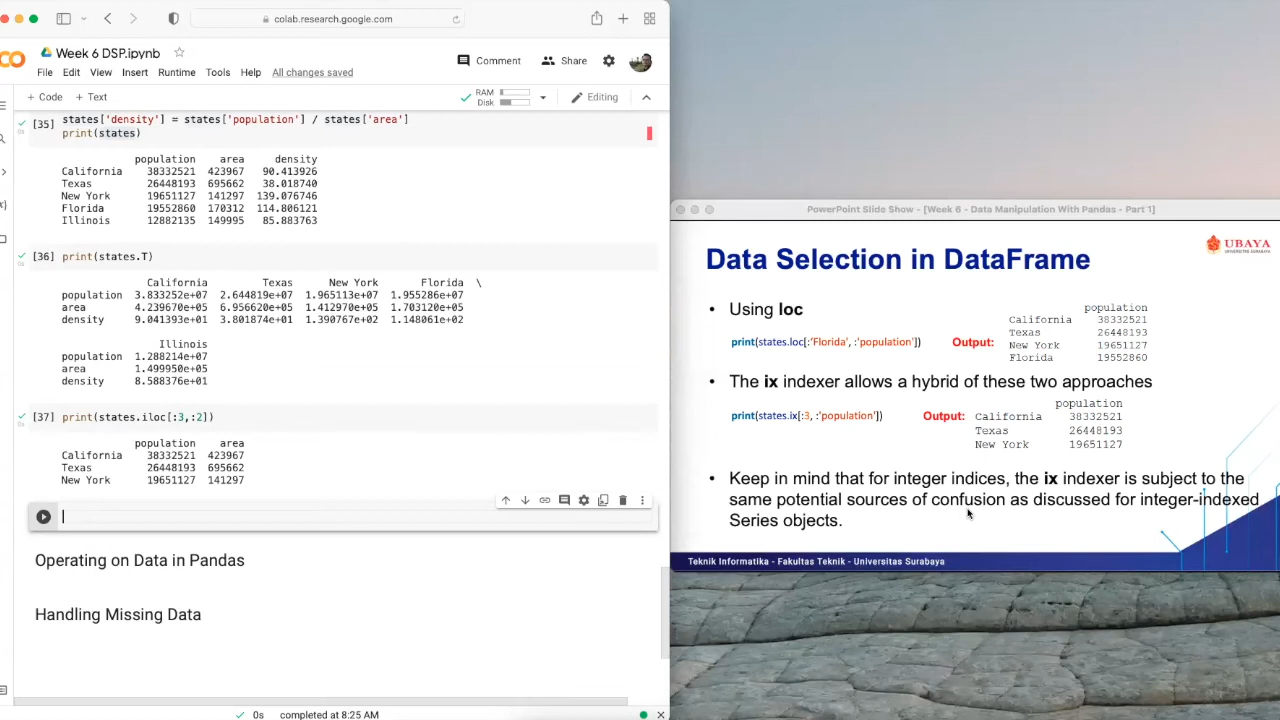 colab.research.google.com
Week 6 DSP.ipynb
File Edit View Insert Runtime Tools Help All changes saved
Comment Share
+ Code + Text
RAM
Disk
Editing
[35] states['density'] = states['population'] / states['area']
print(states)
population area density
California 38332521 423967 90.413926
Texas 26448193 695662 38.018740
New York 19651127 141297 139.076746
Florida 19552860 170312 114.806121
Illinois 12882135 149995 85.883763
[36] print(states.T)
California Texas New York Florida \
population 3.833252e+07 2.644819e+07 1.965113e+07 1.955286e+07
area 4.239670e+05 6.956620e+05 1.412970e+05 1.703120e+05
density 9.041393e+01 3.801874e+01 1.390767e+02 1.148061e+02
Illinois
population 1.288214e+07
area 1.499950e+05
density 8.588376e+01
[37] print(states.iloc[:3,:2])
population area
California 38332521 423967
Texas 26448193 695662
New York 19651127 141297
Operating on Data in Pandas
Handling Missing Data
0s completed at 8:25 AM
PowerPoint Slide Show - [Week 6 - Data Manipulation With Pandas - Part 1]
UBAYA
UNIVERSITAS SURABAYA
Data Selection in DataFrame
• Using loc
print(states.loc[:'Florida', :'population'])
Output:
population
California 38332521
Texas 26448193
New York 19651127
Florida 19552860
• The ix indexer allows a hybrid of these two approaches
print(states.ix[:3, :'population'])
Output:
population
California 38332521
Texas 26448193
New York 19651127
• Keep in mind that for integer indices, the ix indexer is subject to the
same potential sources of confusion as discussed for integer-indexed
Series objects.
Teknik Informatika - Fakultas Teknik - Universitas Surabaya